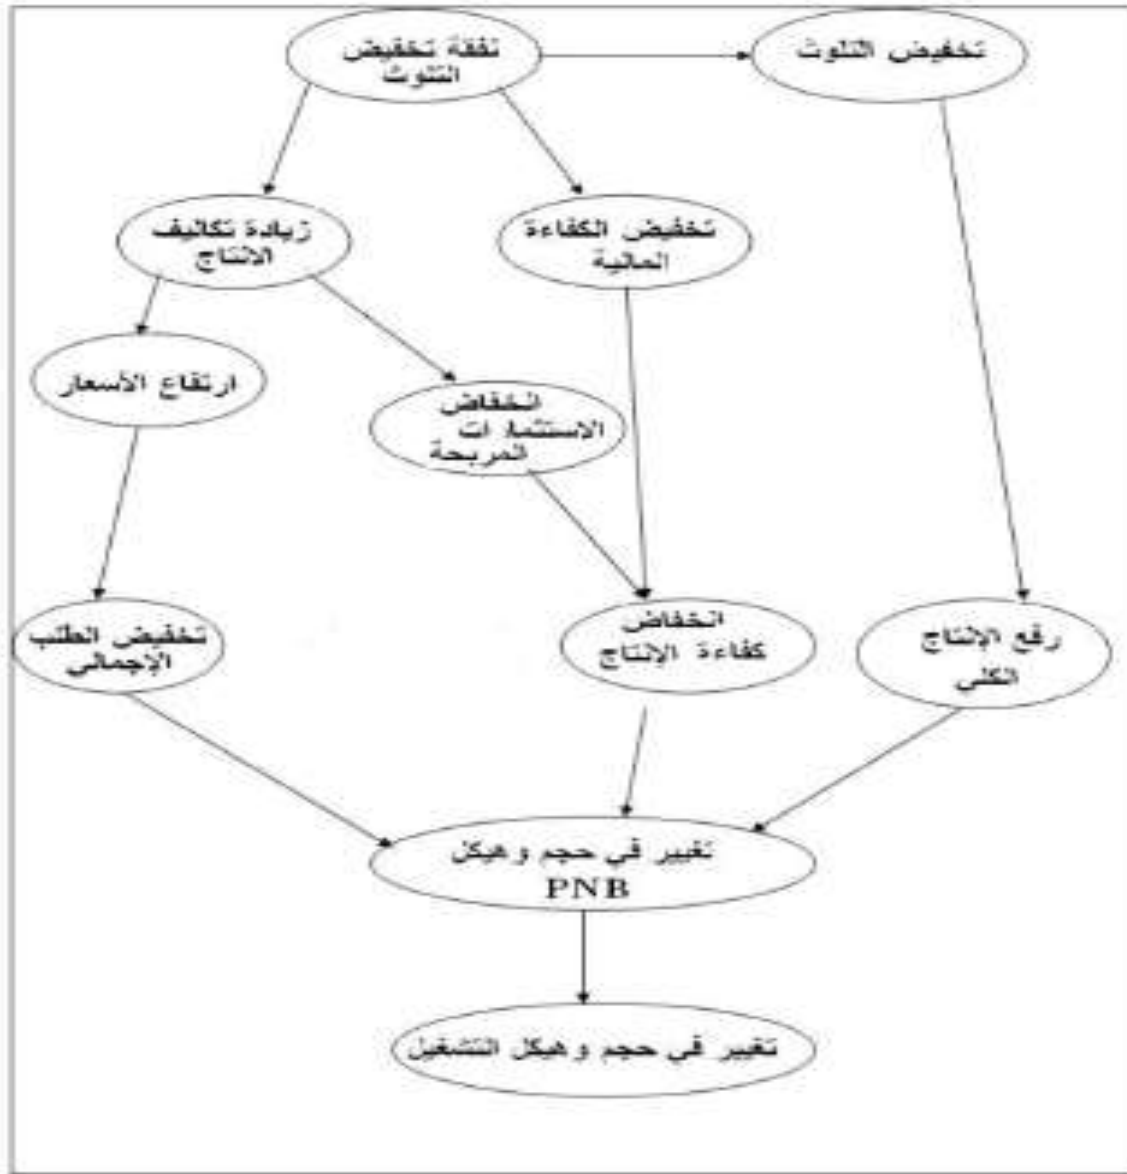 نفقة تخفيض
التلوث
تخفيض التلوث
زيادة تكاليف
الانتاج
تخفيض الكفاءة
المالية
ارتفاع الأسعار
انخفاض
الاستثمارات
المربحة
تخفيض الطلب
الإجمالي
انخفاض
كفاءة الإنتاج
رفع الإنتاج
الكلي
تغيير في حجم وهيكل
PNB
تغيير في حجم وهيكل التشغيل